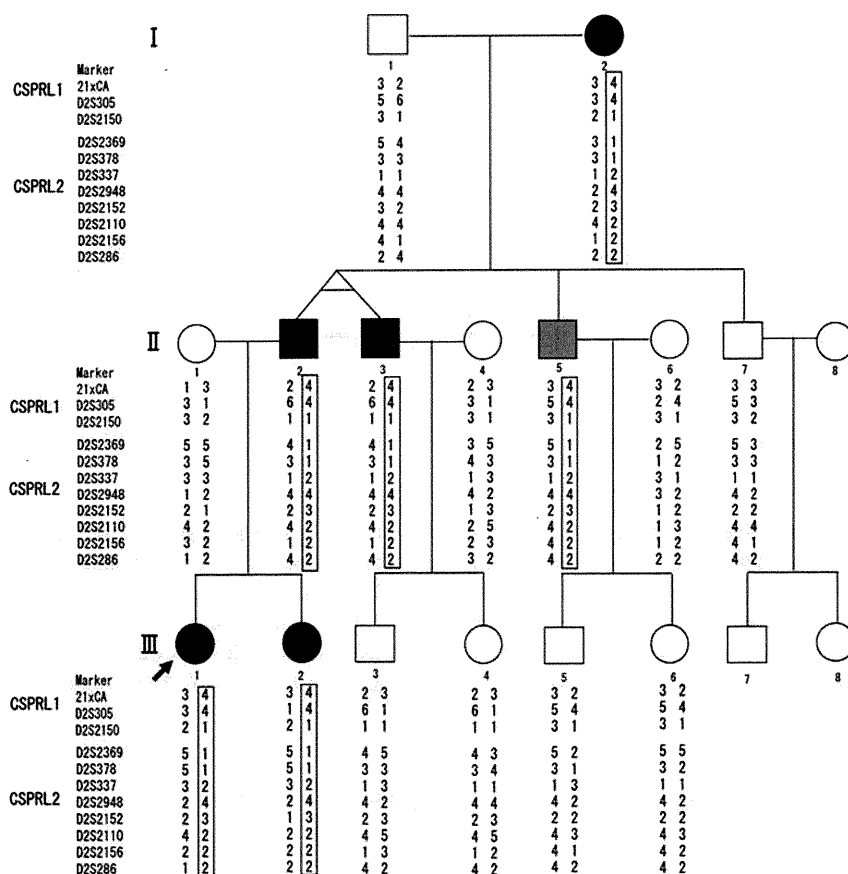 I
1 2
Marker
CSPRL1 21xCA 3 2 3 4
D2S305 5 6 3 4
D2S2150 3 1 2 1
D2S2369 5 4 3 1
D2S378 3 3 3 1
D2S337 1 1 1 2
CSPRL2 D2S2948 4 4 2 4
D2S2152 3 2 2 3
D2S2110 4 4 2 2
D2S2156 4 1 1 2
D2S286 2 4 2 2
II
1 2 3 4 5 6 7 8
Marker
21xCA 1 3 2 4 2 4 2 3 3 4 3 2 3 3
CSPRL1 D2S305 3 1 6 4 6 4 3 1 5 4 2 4 5 3
D2S2150 3 2 1 1 1 1 3 1 3 1 3 1 3 2
D2S2369 5 5 4 1 4 1 3 5 5 1 2 5 5 3
D2S378 3 5 3 1 3 1 4 3 3 1 1 2 3 3
D2S337 3 3 1 2 1 2 1 3 1 2 3 1 1 1
CSPRL2 D2S2948 1 2 4 4 4 4 4 2 4 4 3 2 4 2
D2S2152 2 1 2 3 2 3 1 3 2 3 1 2 2 2
D2S2110 4 2 4 2 4 2 2 5 4 2 1 3 4 4
D2S2156 3 2 1 2 1 2 2 3 4 2 1 2 4 1
D2S286 1 2 4 2 4 2 3 2 4 2 2 2 4 2
III
1 2 3 4 5 6 7 8
Marker
CSPRL1 21xCA 3 4 3 4 2 3 2 3 3 2 3 2
D2S305 3 4 1 4 6 1 6 1 5 4 5 4
D2S2150 2 1 2 1 1 1 1 1 3 1 3 1
D2S2369 5 1 5 1 4 5 4 3 5 2 5 5
D2S378 5 1 5 1 3 3 3 4 3 1 3 2
D2S337 3 2 3 2 1 3 1 1 1 3 1 1
CSPRL2 D2S2948 2 4 2 4 4 2 4 4 4 2 4 2
D2S2152 2 3 1 3 2 3 2 3 2 2 2 2
D2S2110 4 2 2 2 4 5 4 5 4 3 4 3
D2S2156 2 2 2 2 1 3 1 2 4 1 4 2
D2S286 1 2 2 2 4 2 4 2 4 2 4 2